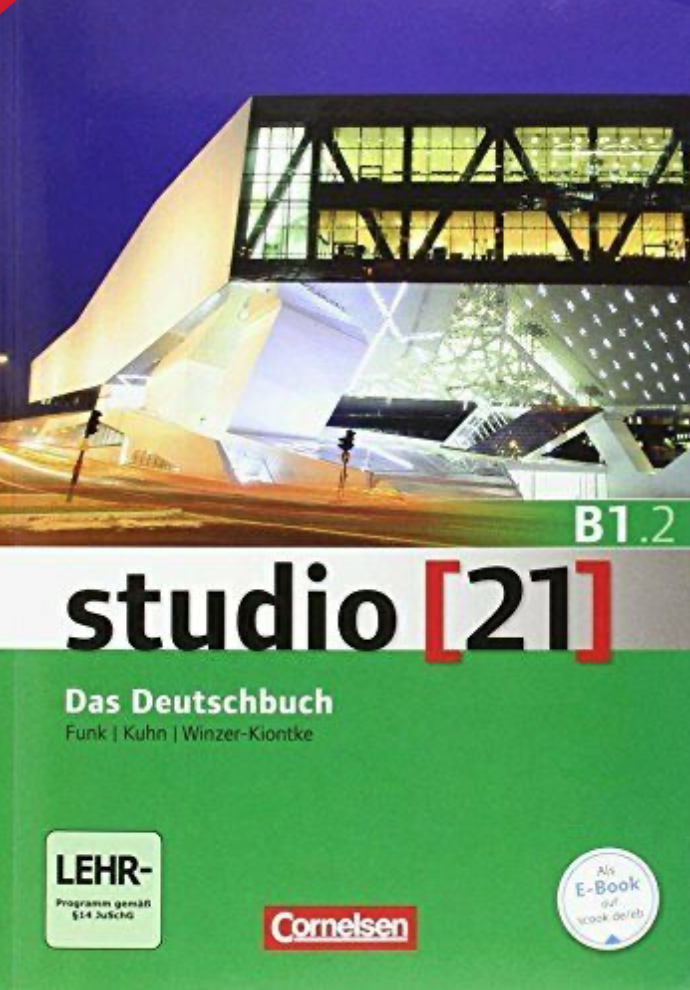 B1.2
studio [21]
Das Deutschbuch
Funk | Kuhn | Winzer-Kiontke
LEHR-
Programm gemäß
§14 JuSchG
Cornelsen
Als
E-Book
auf
scook.de/eb